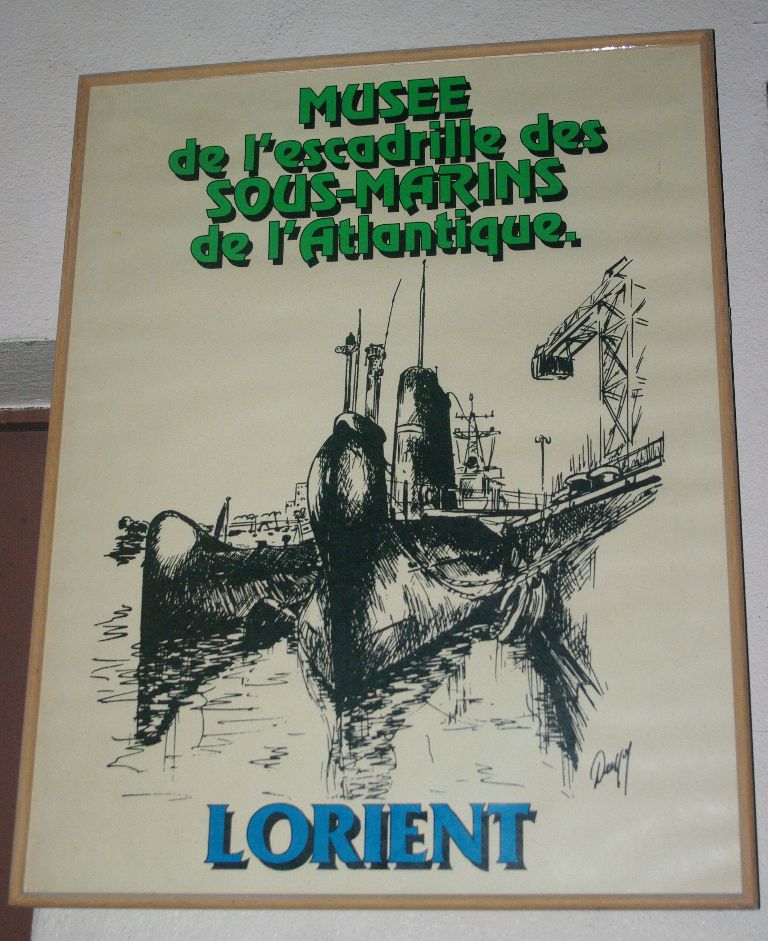 MUSEE
de l'escadrille des
SOUS-MARINS
de l'Atlantique.
LORIENT